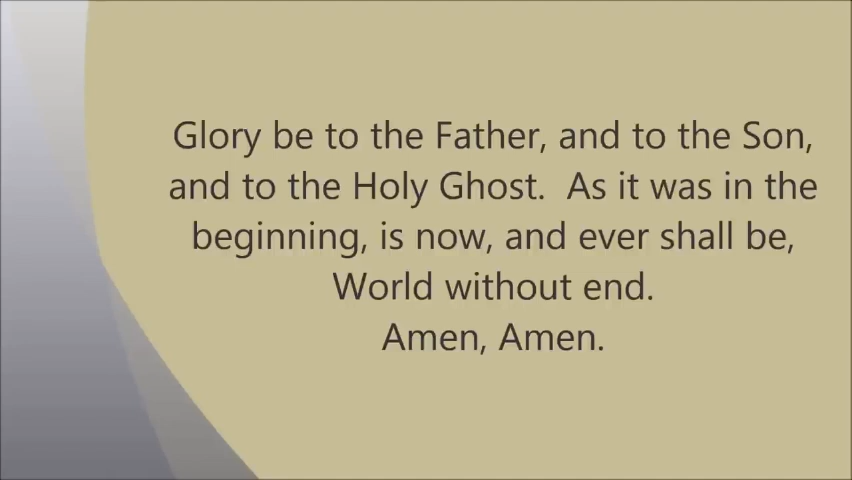 Glory be to the Father, and to the Son,
and to the Holy Ghost.  As it was in the
beginning, is now, and ever shall be,
World without end.
Amen, Amen.